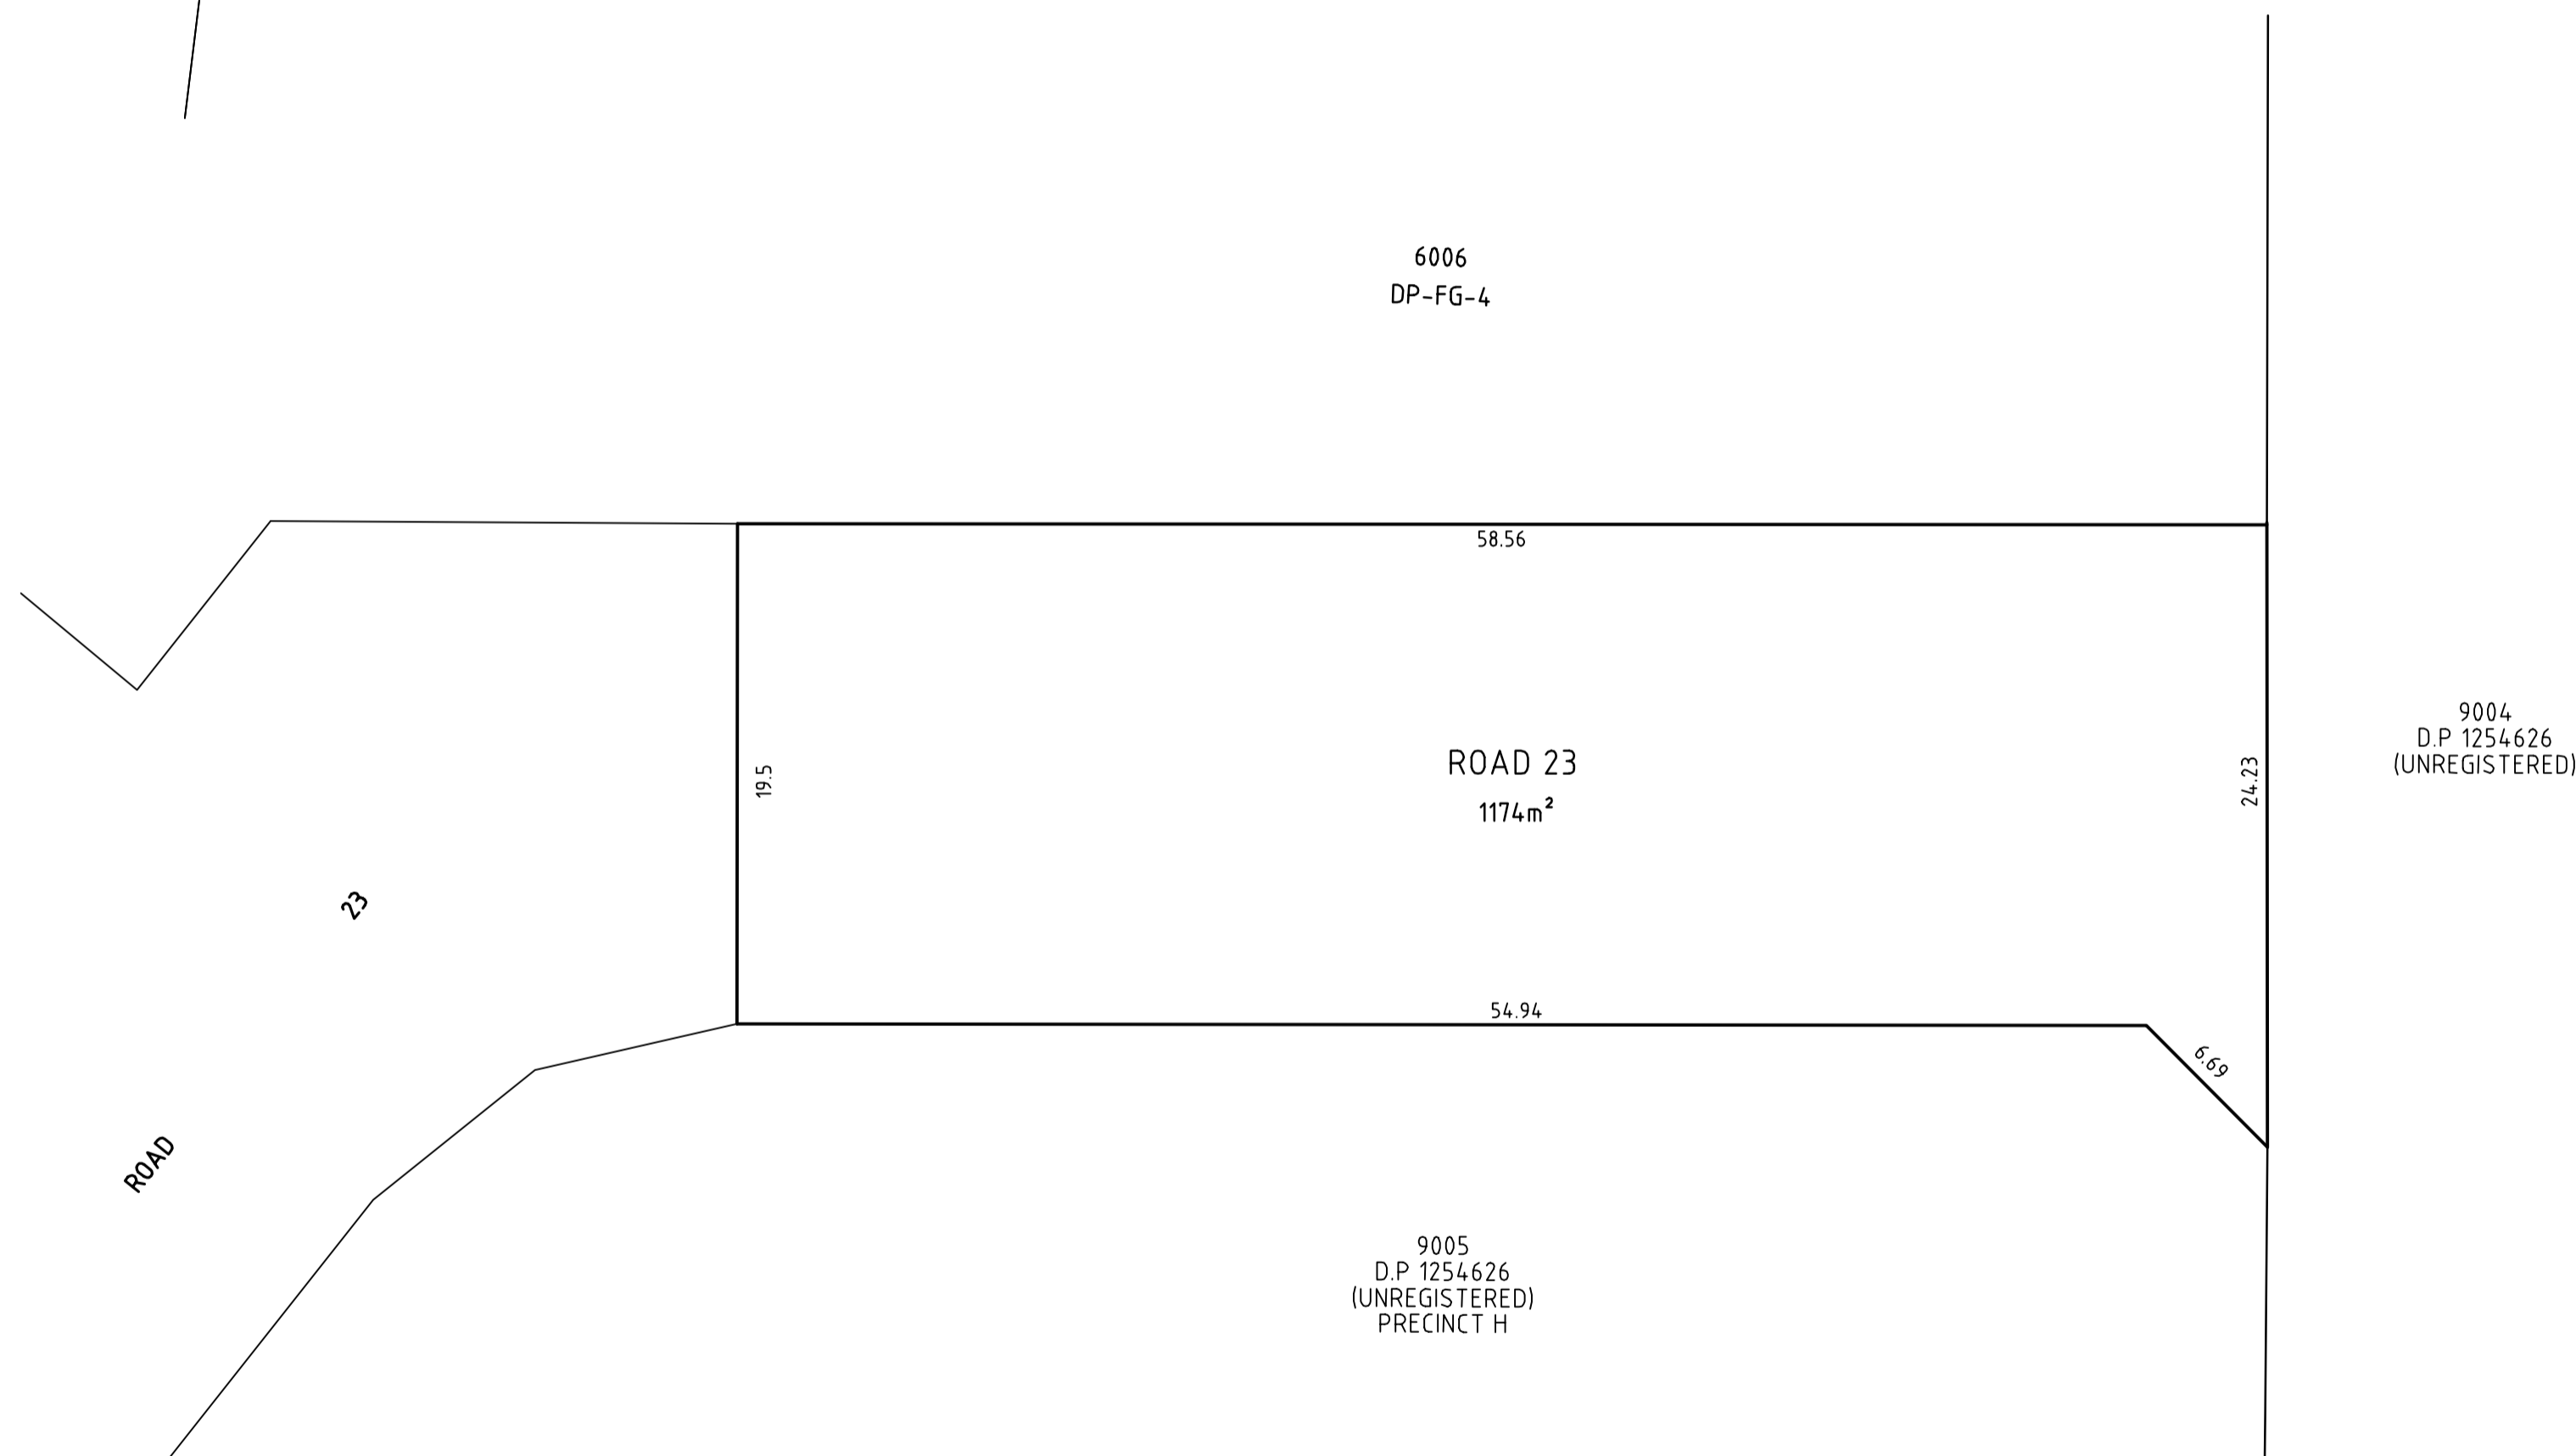 6006
DP-FG-4
58.56
19.5
ROAD 23
1174m²
24.23
9004
D.P 1254626
(UNREGISTERED)
23
ROAD
54.94
6.69
9005
D.P 1254626
(UNREGISTERED)
PRECINCT H